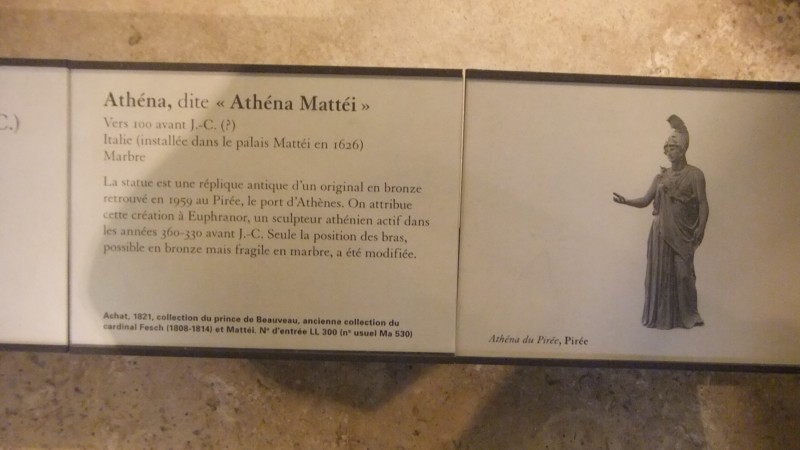 C.)
Athéna, dite « Athéna Mattéi »
Vers 100 avant J.-C. (?)
Italie (installée dans le palais Mattéi en 1626)
Marbre
La statue est une réplique antique d'un original en bronze
retrouvé en 1959 au Pirée, le port d'Athènes. On attribue
cette création à Euphranor, un sculpteur athénien actif dans
les années 360-330 avant J.-C. Seule la position des bras,
possible en bronze mais fragile en marbre, a été modifiée.
Achat, 1821, collection du prince de Beauveau, ancienne collection du
cardinal Fesch (1808-1814) et Mattéi. N° d'entrée LL 300 (n° usuel Ma 530)
Athéna du Pirée, Pirée